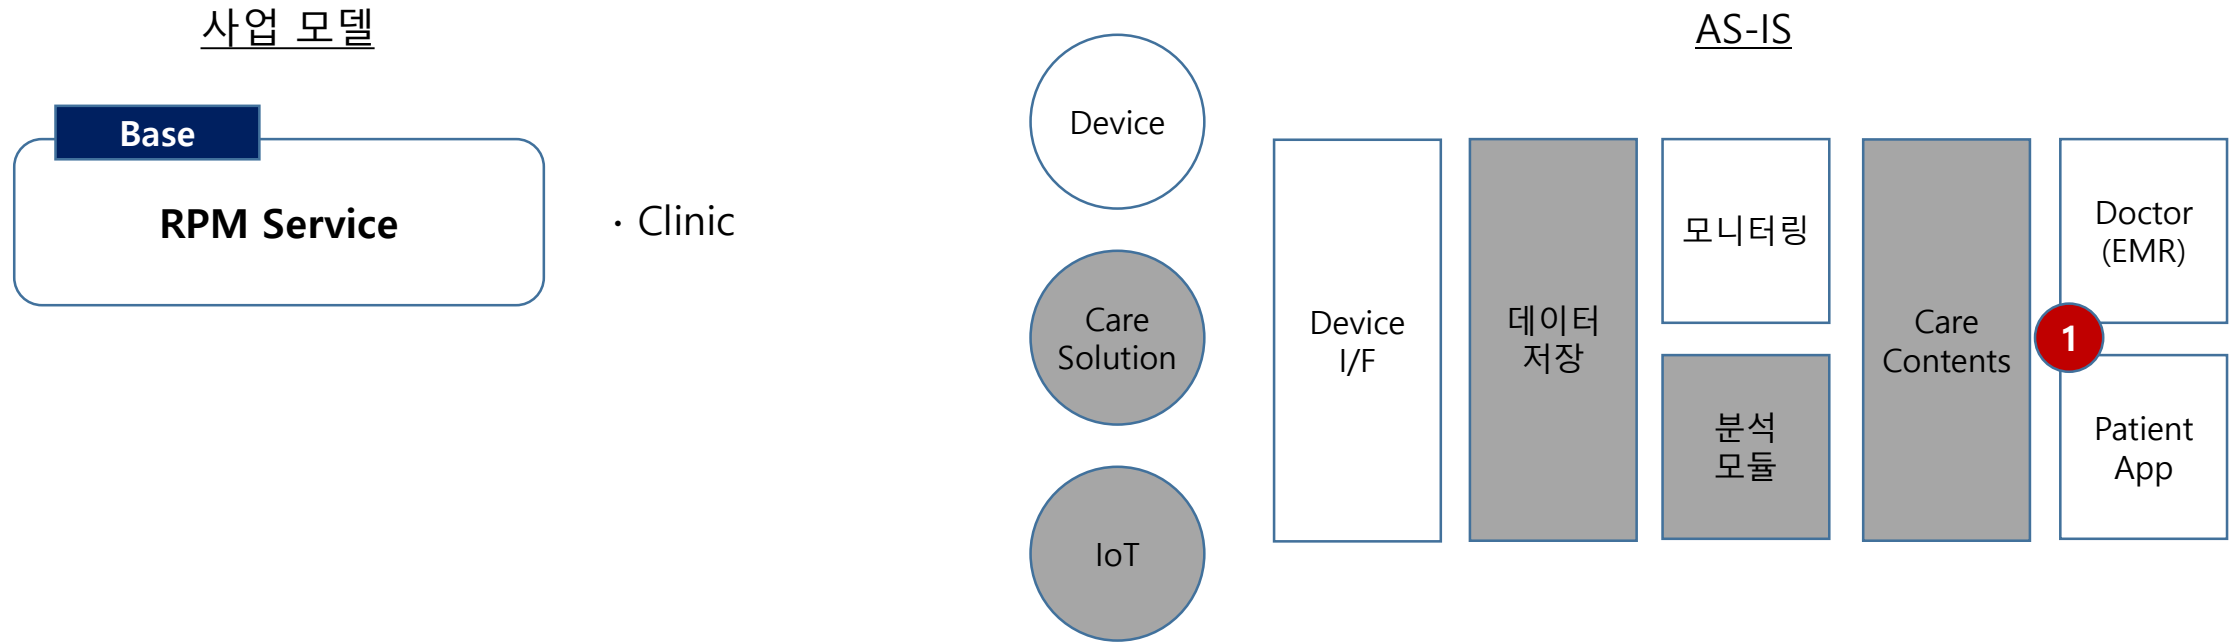 사업 모델
Base
RPM Service
· Clinic
AS-IS
Device
Care
Solution
IoT
Device
I/F
데이터
저장
모니터링
분석
모듈
Care
Contents
Doctor
(EMR)
1
Patient
App